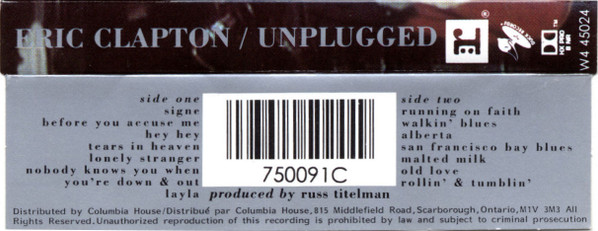 ERIC CLAPTON / UNPLUGGED
W4 45024
side one
signe
before you accuse me
hey hey
tears in heaven
lonely stranger
nobody knows you when
you're down & out
layla
750091C
side two
running on faith
walkin' blues
alberta
san francisco bay blues
malted milk
old love
rollin' & tumblin'
produced by russ titelman
Distributed by Columbia House/Distribué par Columbia House, 815 Middlefield Road, Scarborough, Ontario, M1V 3M3 All
Rights Reserved. Unauthorized reproduction of this recording is prohibited by law and subject to criminal prosecution